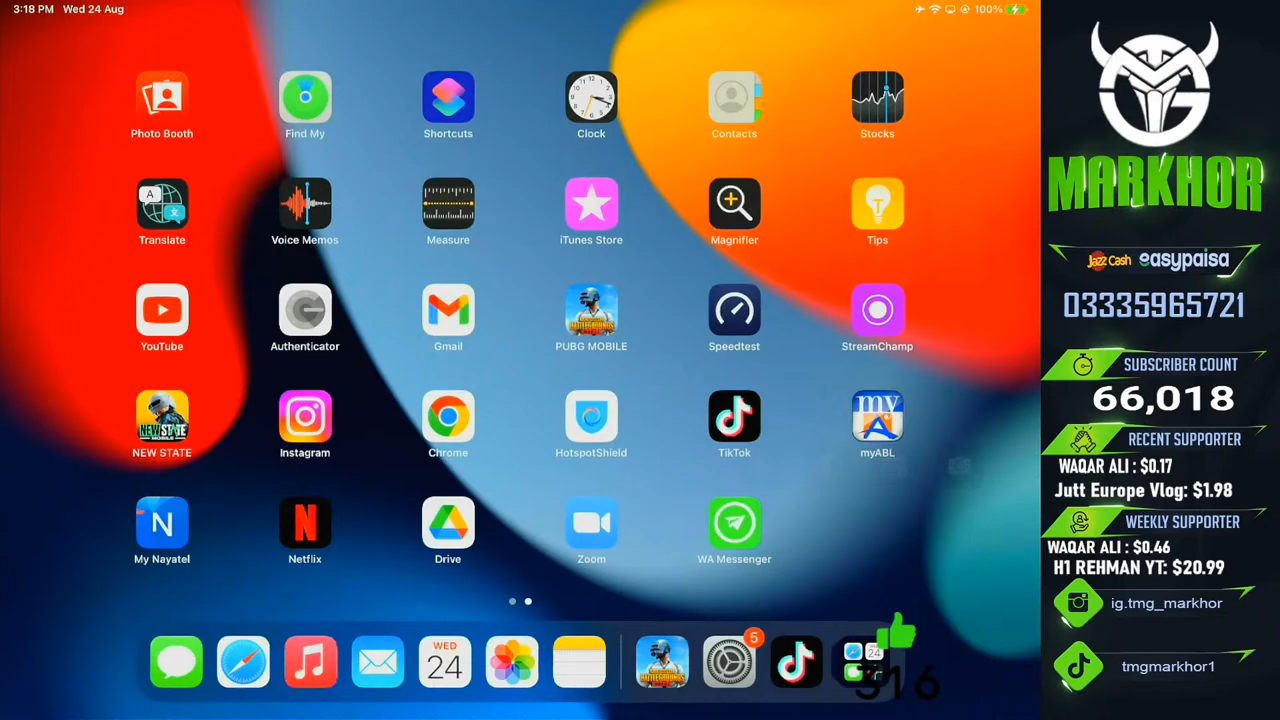 3:18 PM Wed 24 Aug
100%
Photo Booth
Find My
Shortcuts
Clock
Contacts
Stocks
Translate
Voice Memos
Measure
iTunes Store
Magnifier
Tips
YouTube
Authenticator
Gmail
PUBG MOBILE
Speedtest
StreamChamp
NEW STATE
Instagram
Chrome
HotspotShield
TikTok
myABL
My Nayatel
Netflix
Drive
Zoom
WA Messenger
WED
24
5
24
316
MARKHOR
JazzCash easypaisa
03335965721
SUBSCRIBER COUNT
66,018
RECENT SUPPORTER
WAQAR ALI : $0.17
Jutt Europe Vlog: $1.98
WEEKLY SUPPORTER
WAQAR ALI : $0.46
H1 REHMAN YT: $20.99
ig.tmg_markhor
tmgmarkhor1